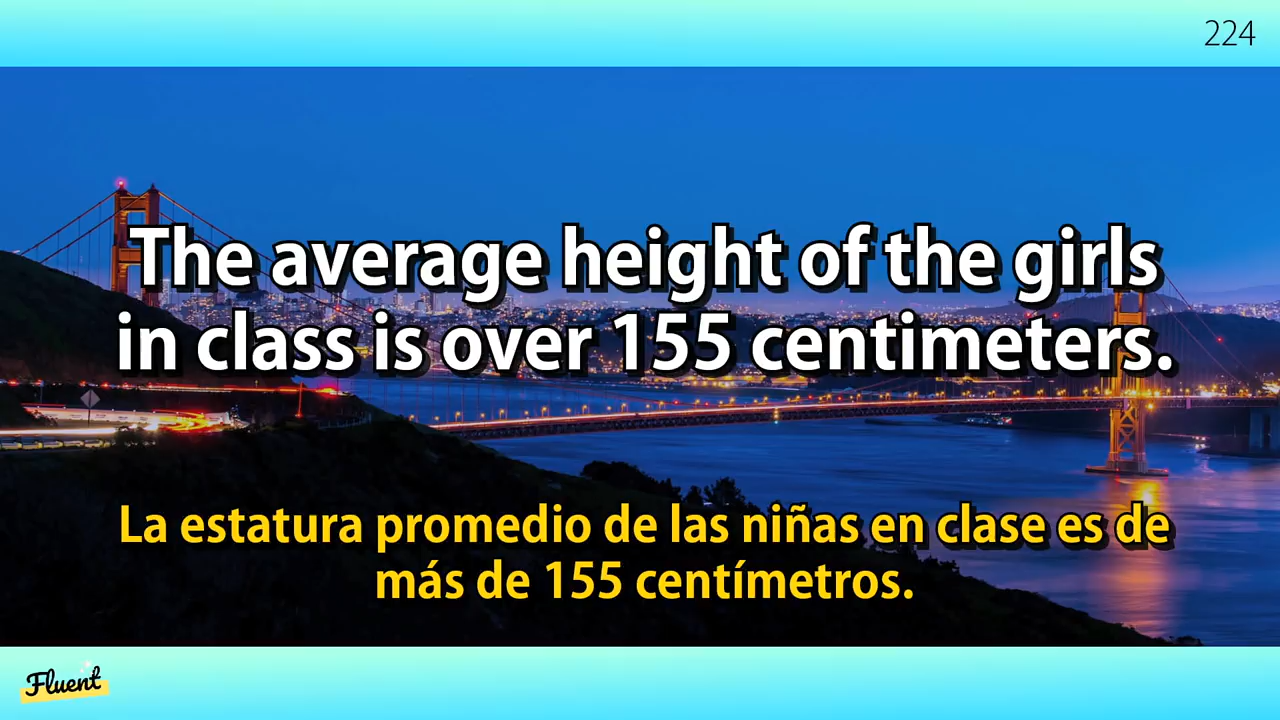 224
The average height of the girls
in class is over 155 centimeters.
La estatura promedio de las niñas en clase es de
más de 155 centímetros.
Fluent